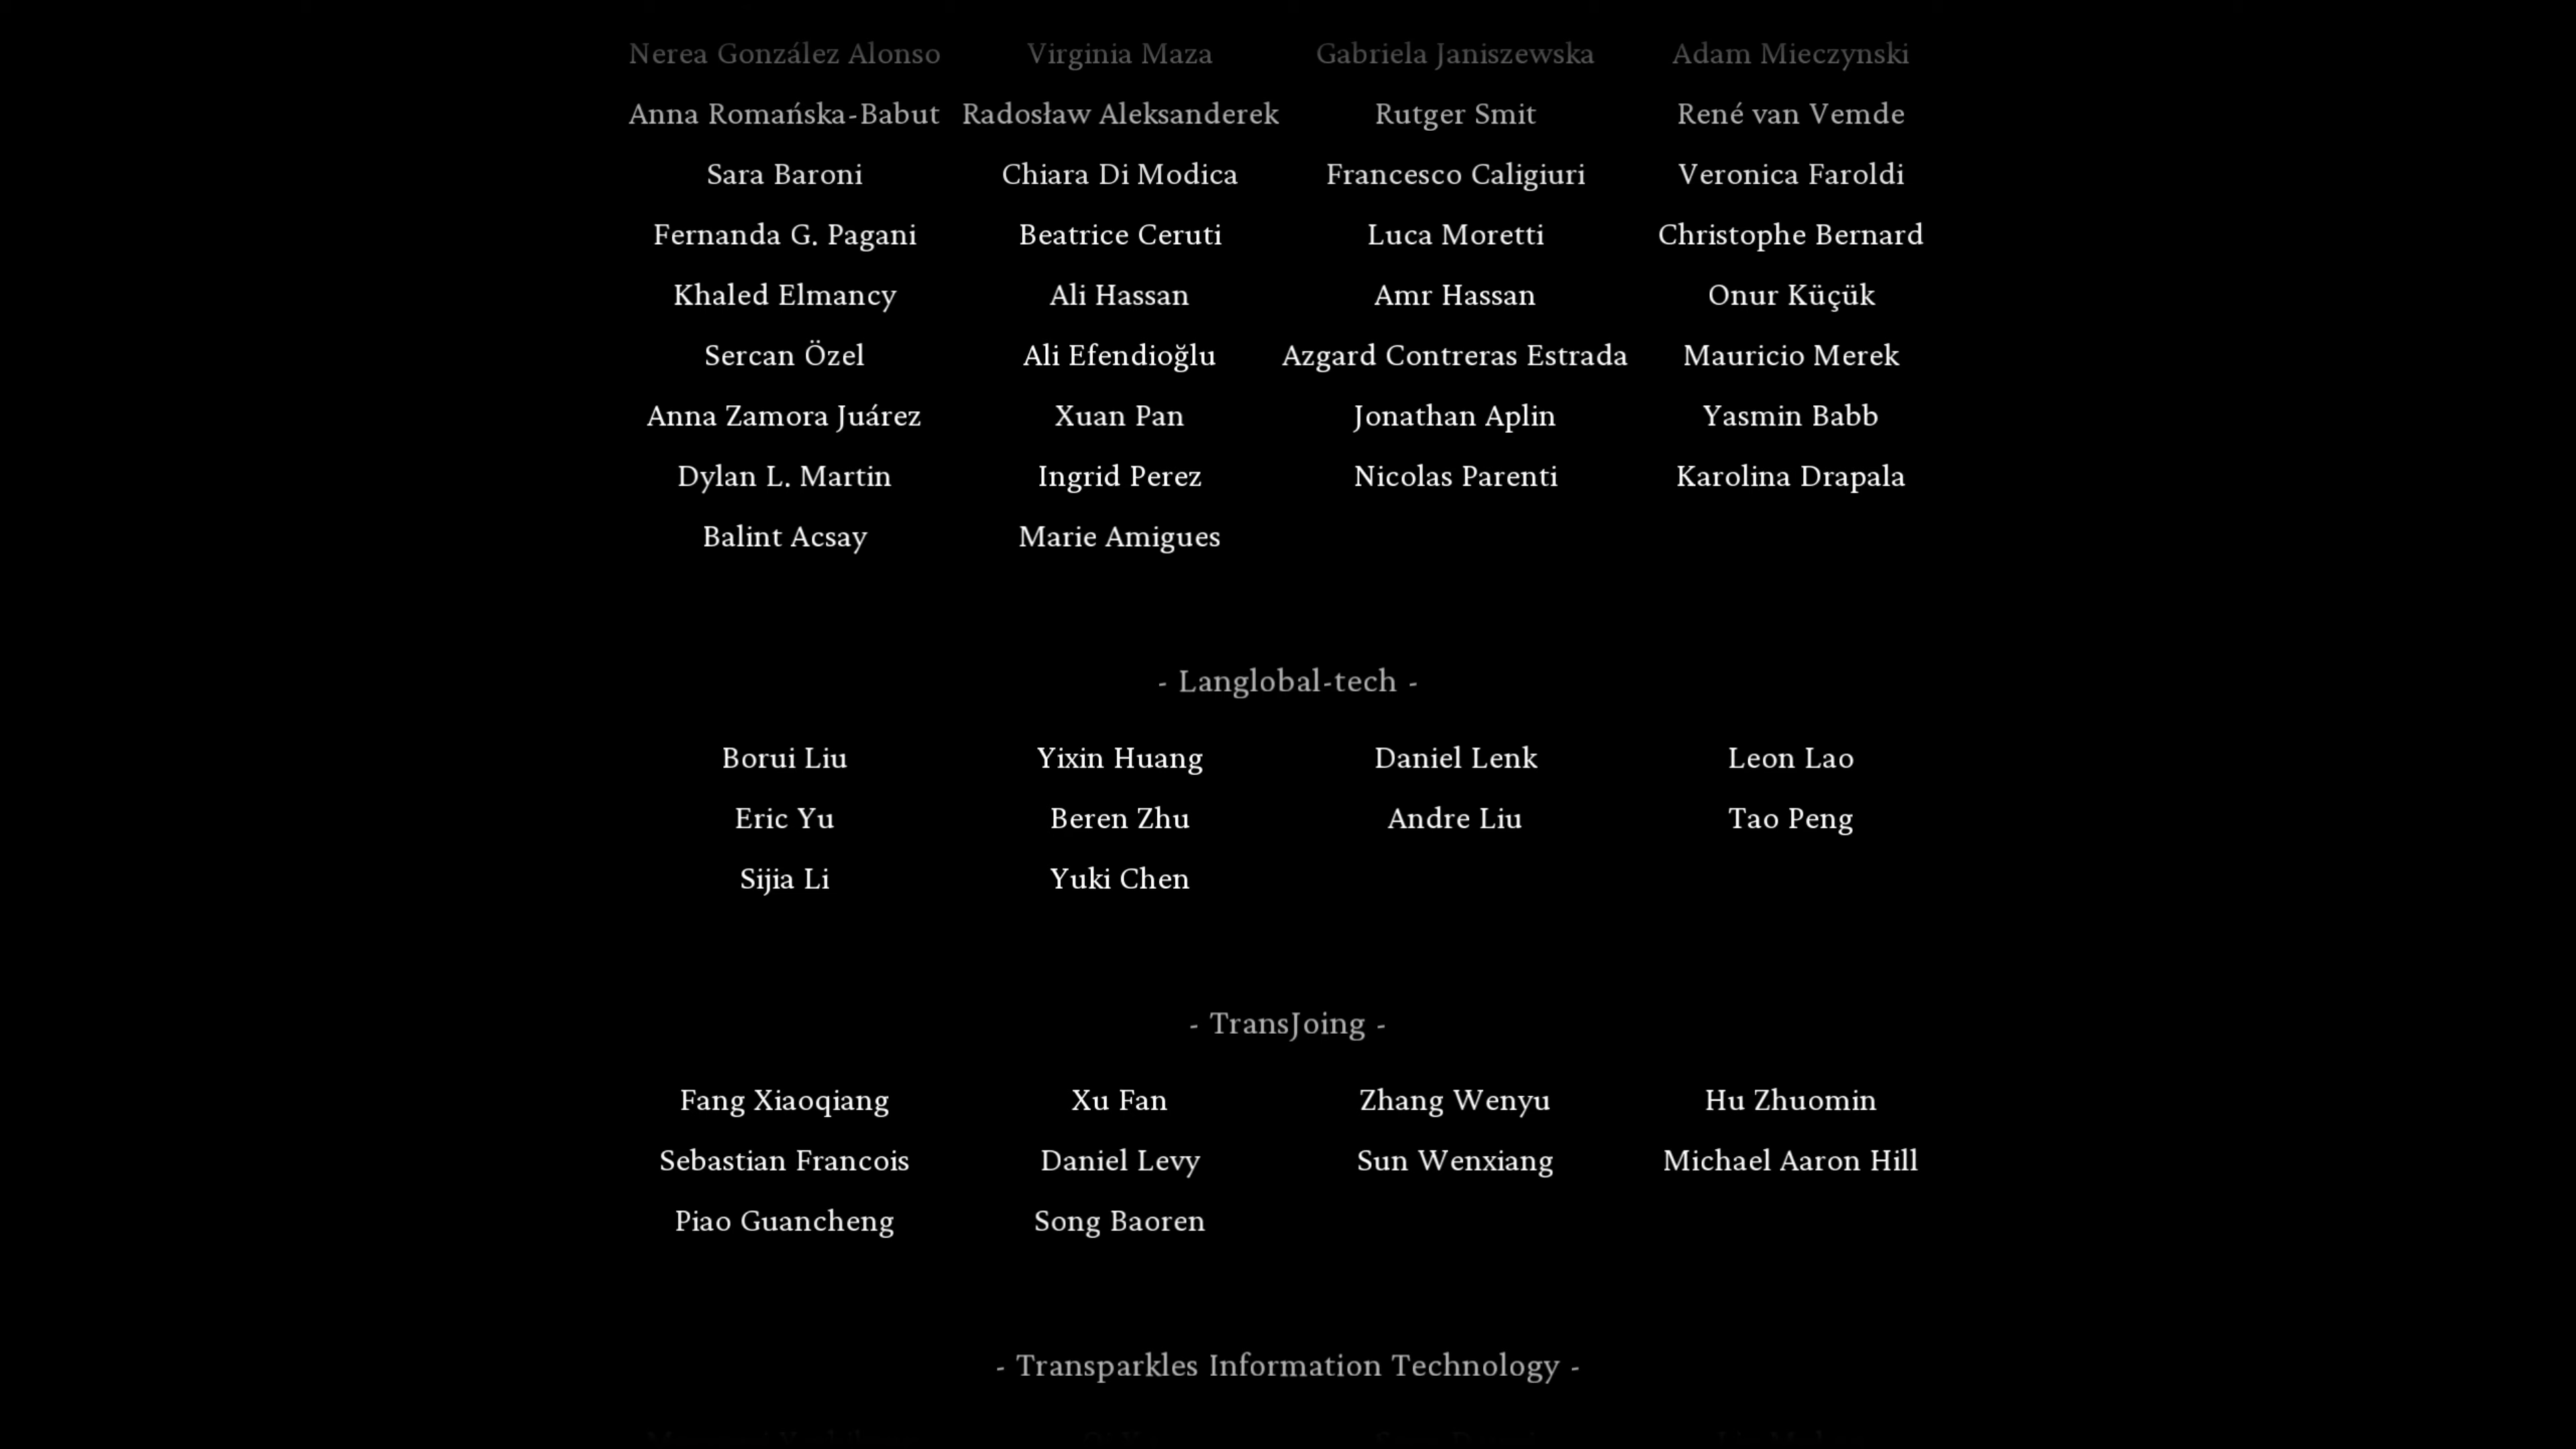 Nerea González Alonso Virginia Maza Gabriela Janiszewska Adam Mieczynski
Anna Romańska-Babut Radosław Aleksanderek Rutger Smit René van Vemde
Sara Baroni Chiara Di Modica Francesco Caligiuri Veronica Faroldi
Fernanda G. Pagani Beatrice Ceruti Luca Moretti Christophe Bernard
Khaled Elmancy Ali Hassan Amr Hassan Onur Küçük
Sercan Özel Ali Efendioğlu Azgard Contreras Estrada Mauricio Merek
Anna Zamora Juárez Xuan Pan Jonathan Aplin Yasmin Babb
Dylan L. Martin Ingrid Perez Nicolas Parenti Karolina Drapala
Balint Acsay Marie Amigues
- Langlobal-tech -
Borui Liu Yixin Huang Daniel Lenk Leon Lao
Eric Yu Beren Zhu Andre Liu Tao Peng
Sijia Li Yuki Chen
- TransJoing -
Fang Xiaoqiang Xu Fan Zhang Wenyu Hu Zhuomin
Sebastian Francois Daniel Levy Sun Wenxiang Michael Aaron Hill
Piao Guancheng Song Baoren
- Transparkles Information Technology -